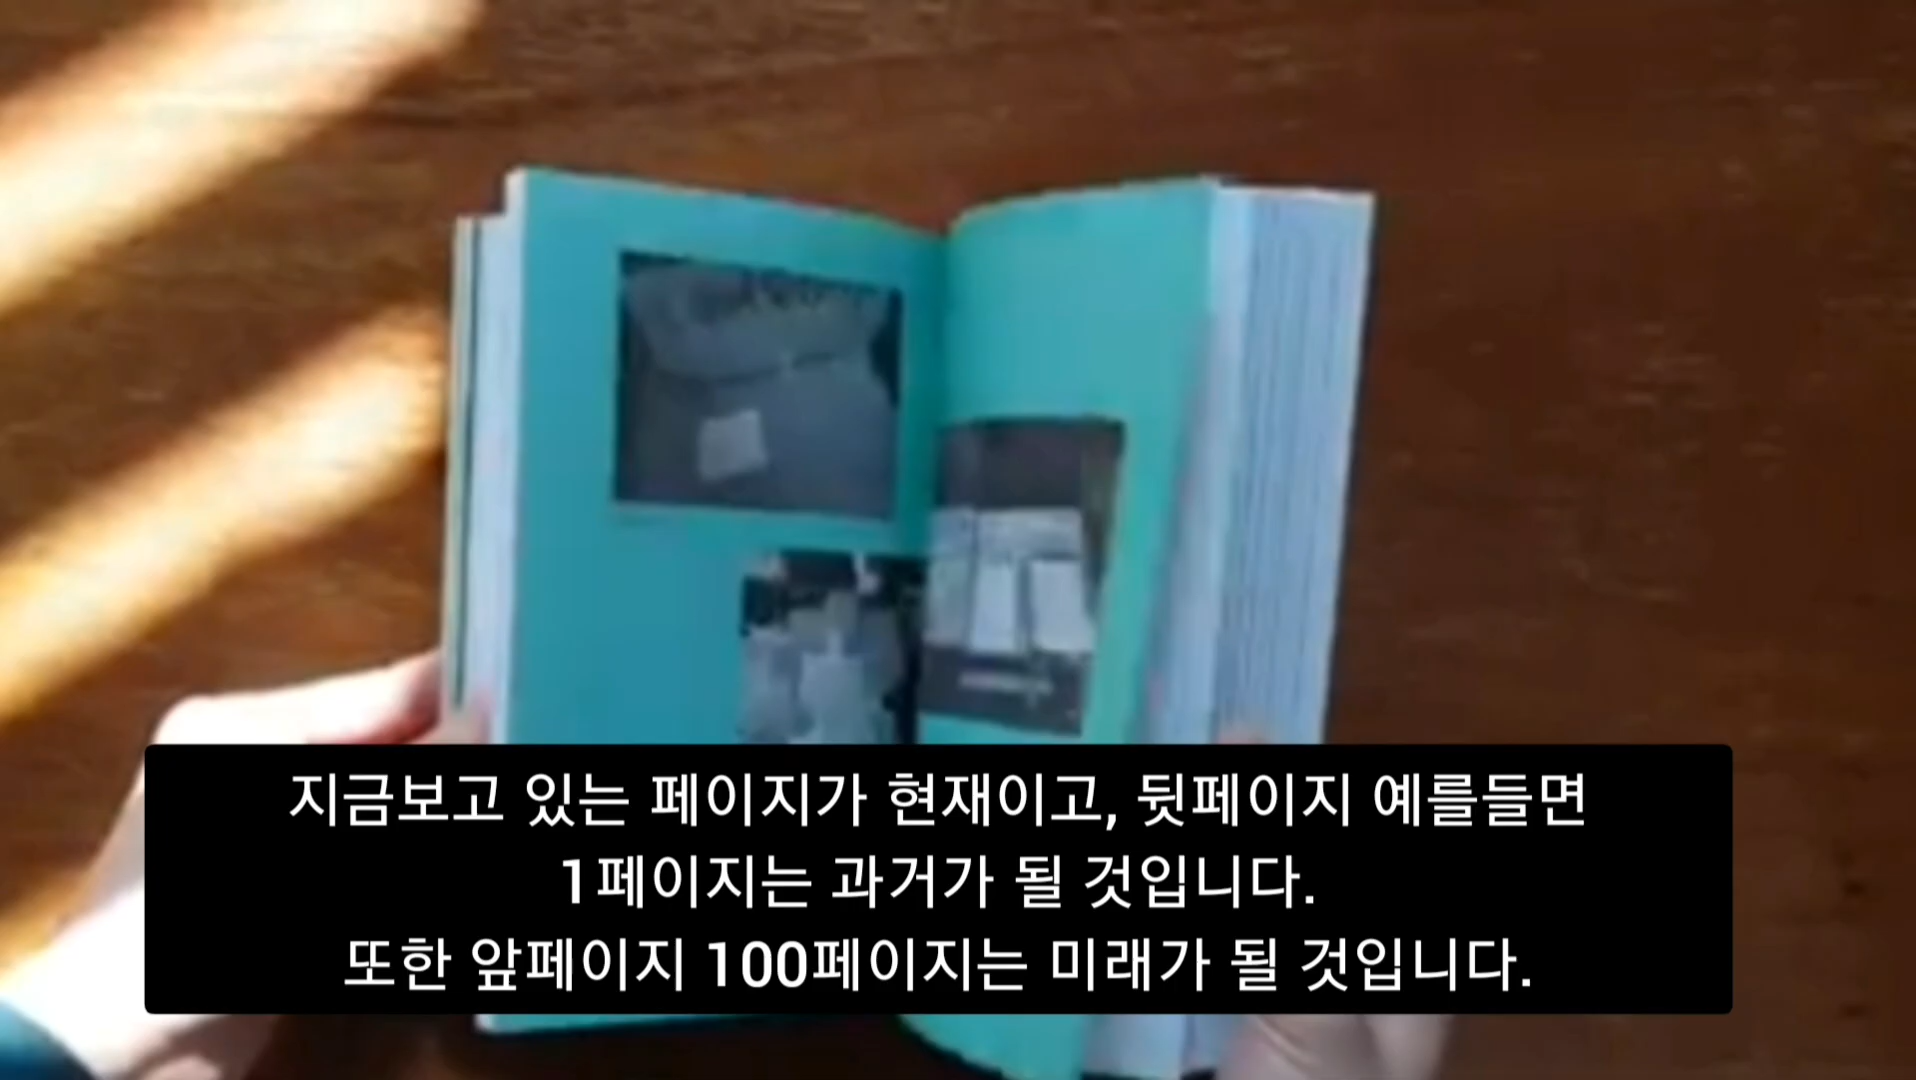 지금보고 있는 페이지가 현재이고, 뒷페이지 예를들면
1페이지는 과거가 될 것입니다.
또한 앞페이지 100페이지는 미래가 될 것입니다.